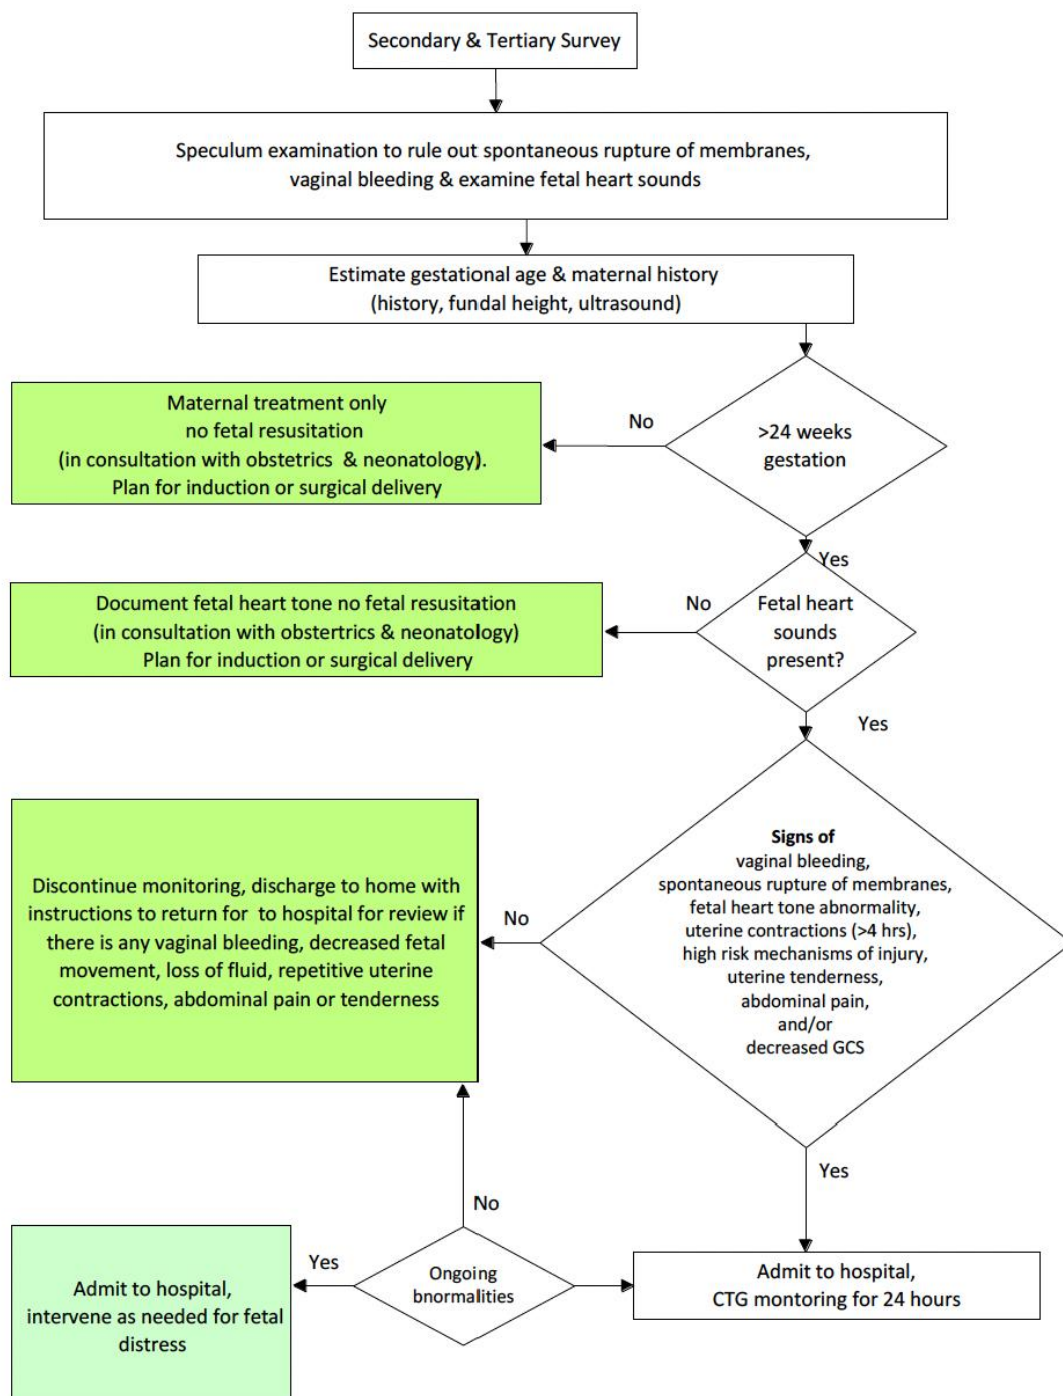 Secondary & Tertiary Survey
Speculum examination to rule out spontaneous rupture of membranes,
vaginal bleeding & examine fetal heart sounds
Estimate gestational age & maternal history
(history, fundal height, ultrasound)
>24 weeks
gestation
No
Maternal treatment only
no fetal resusitation
(in consultation with obstetrics & neonatology).
Plan for induction or surgical delivery
Yes
Fetal heart
sounds
present?
No
Document fetal heart tone no fetal resusitation
(in consultation with obstertrics & neonatology)
Plan for induction or surgical delivery
Yes
Signs of
vaginal bleeding,
spontaneous rupture of membranes,
fetal heart tone abnormality,
uterine contractions (>4 hrs),
high risk mechanisms of injury,
uterine tenderness,
abdominal pain,
and/or
decreased GCS
No
Discontinue monitoring, discharge to home with
instructions to return for to hospital for review if
there is any vaginal bleeding, decreased fetal
movement, loss of fluid, repetitive uterine
contractions, abdominal pain or tenderness
Yes
Admit to hospital,
CTG montoring for 24 hours
Ongoing
bnormalities
No
Yes
Admit to hospital,
intervene as needed for fetal
distress